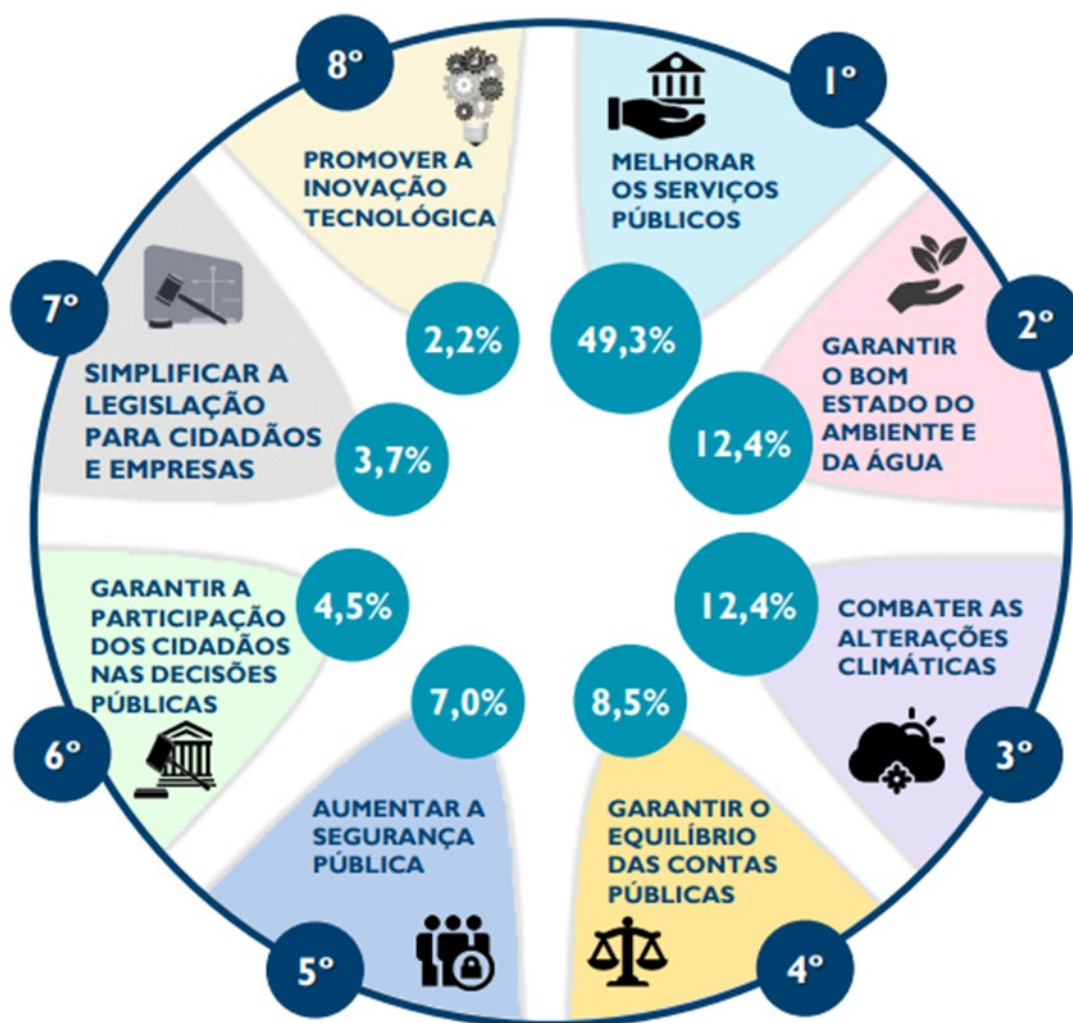 1º
MELHORAR
OS SERVIÇOS
PÚBLICOS
49,3%
2º
GARANTIR
O BOM
ESTADO DO
AMBIENTE E
DA ÁGUA
12,4%
3º
COMBATER AS
ALTERAÇÕES
CLIMÁTICAS
12,4%
4º
GARANTIR O
EQUILÍBRIO
DAS CONTAS
PÚBLICAS
8,5%
5º
AUMENTAR A
SEGURANÇA
PÚBLICA
7,0%
6º
GARANTIR A
PARTICIPAÇÃO
DOS CIDADÃOS
NAS DECISÕES
PÚBLICAS
4,5%
7º
SIMPLIFICAR A
LEGISLAÇÃO
PARA CIDADÃOS
E EMPRESAS
3,7%
8º
PROMOVER A
INOVAÇÃO
TECNOLÓGICA
2,2%